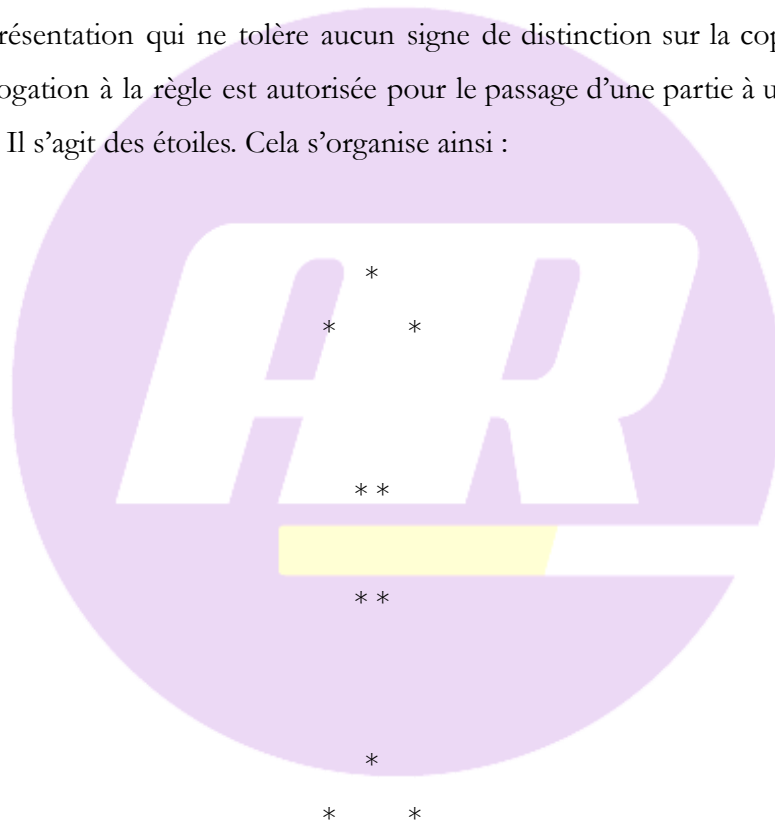 résentation qui ne tolère aucun signe de distinction sur la cop
ogation à la règle est autorisée pour le passage d’une partie à u
Il s’agit des étoiles. Cela s’organise ainsi :
*
* *
AR
* *
* *
*
* *